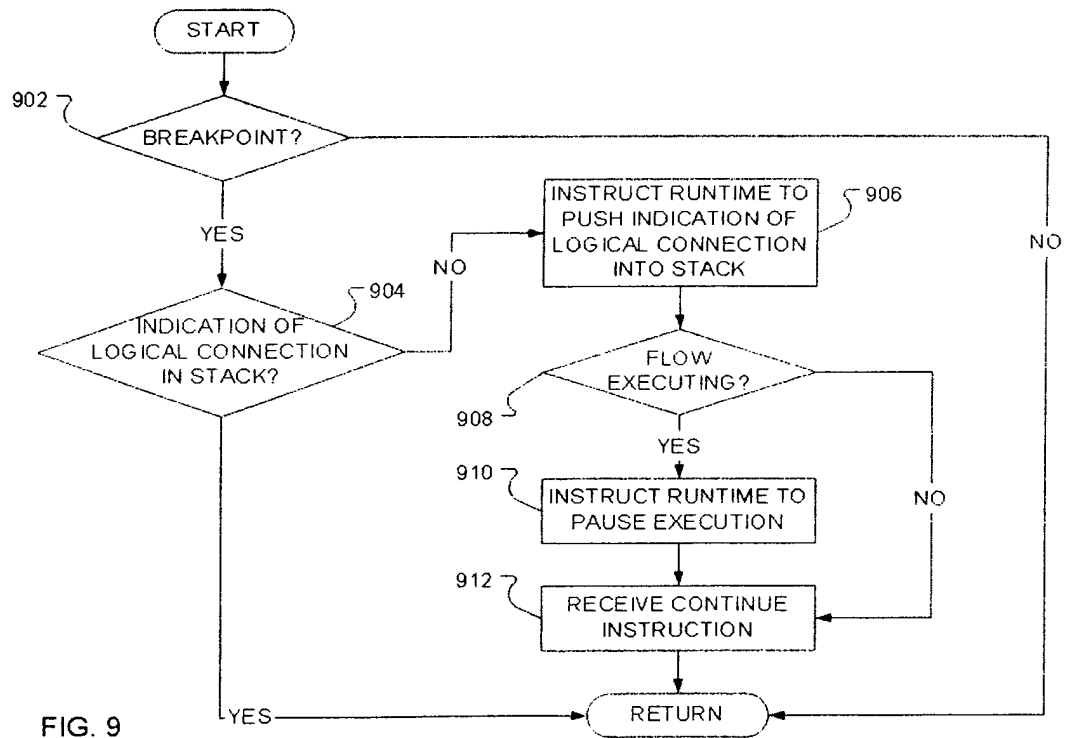 START
902
BREAKPOINT?
YES
NO
INSTRUCT RUNTIME TO
PUSH INDICATION OF
LOGICAL CONNECTION
INTO STACK
906
NO
904
INDICATION OF
LOGICAL CONNECTION
IN STACK?
FLOW
EXECUTING?
908
YES
NO
910
INSTRUCT RUNTIME TO
PAUSE EXECUTION
912
RECEIVE CONTINUE
INSTRUCTION
YES
RETURN
FIG. 9